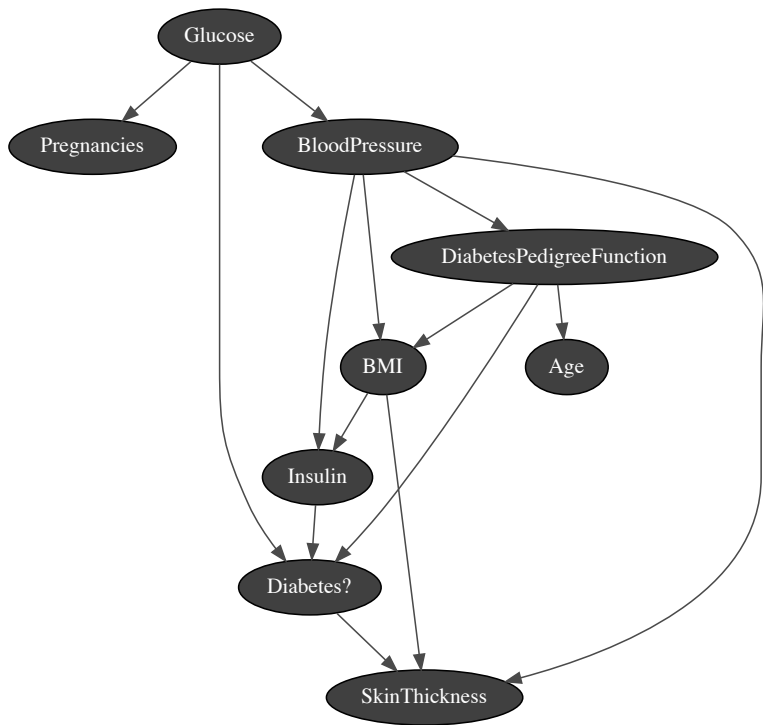 Glucose
Pregnancies
BloodPressure
DiabetesPedigreeFunction
BMI
Age
Insulin
Diabetes?
SkinThickness